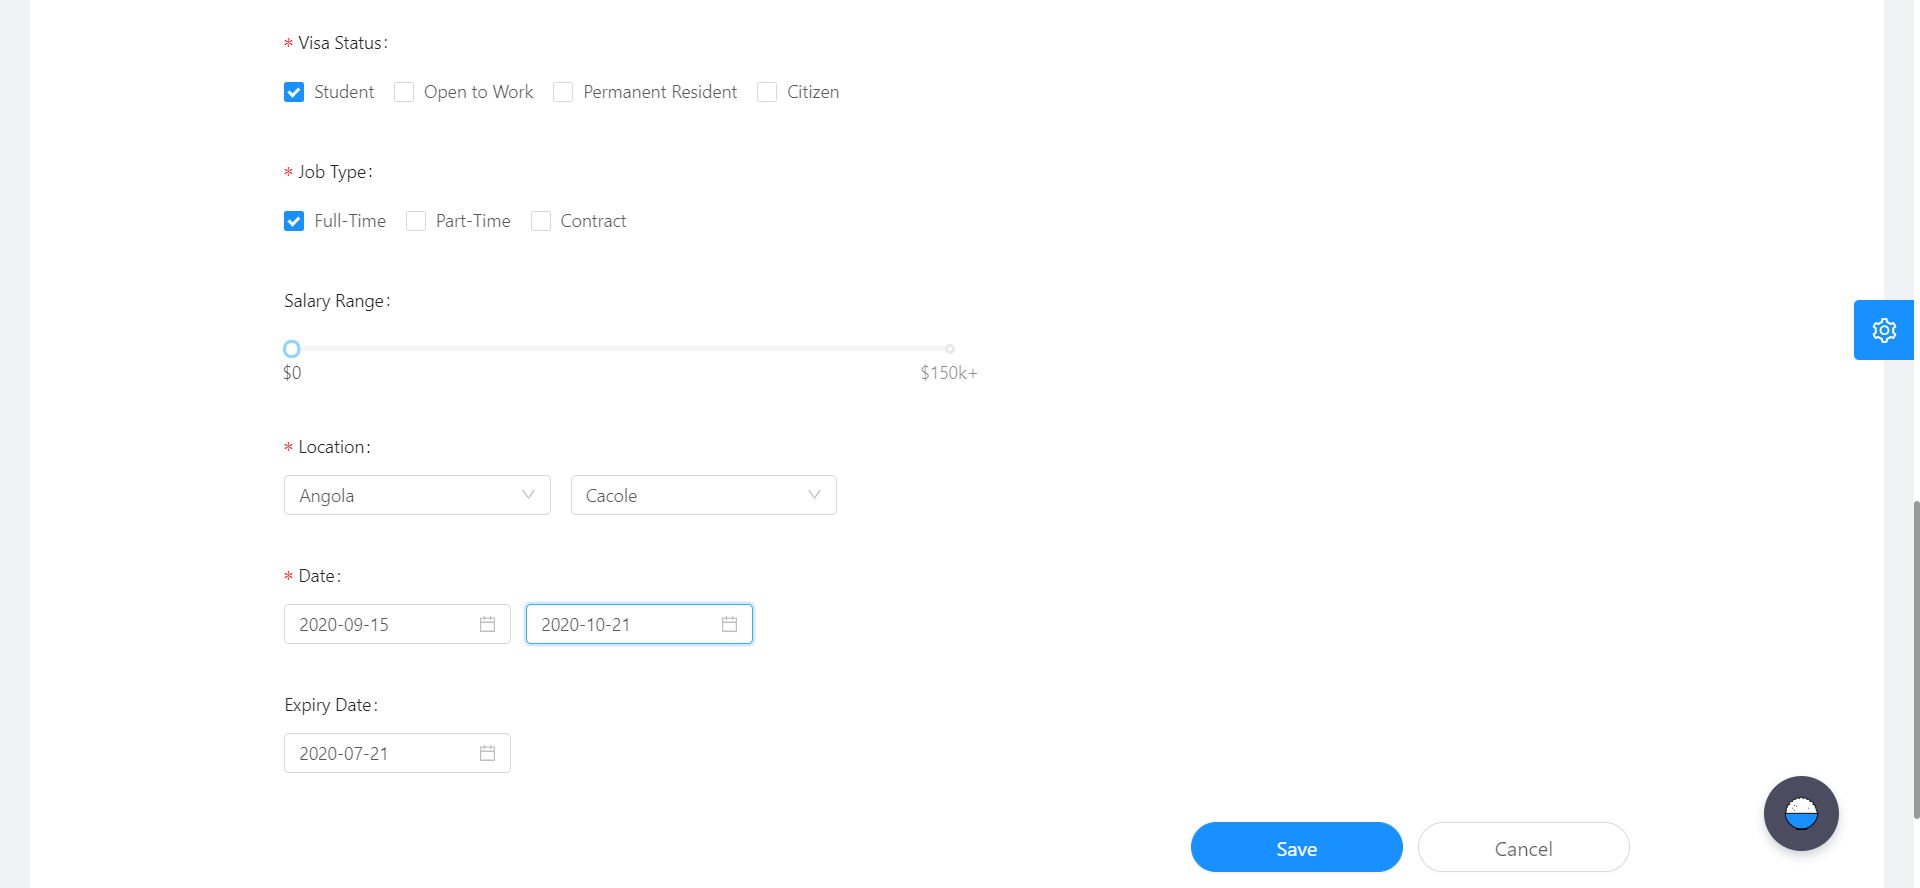 * Visa Status:
Student Open to Work Permanent Resident Citizen
* Job Type:
Full-Time Part-Time Contract
Salary Range:
$0 $150k+
* Location:
Angola Cacole
* Date:
2020-09-15 2020-10-21
Expiry Date:
2020-07-21
Save Cancel